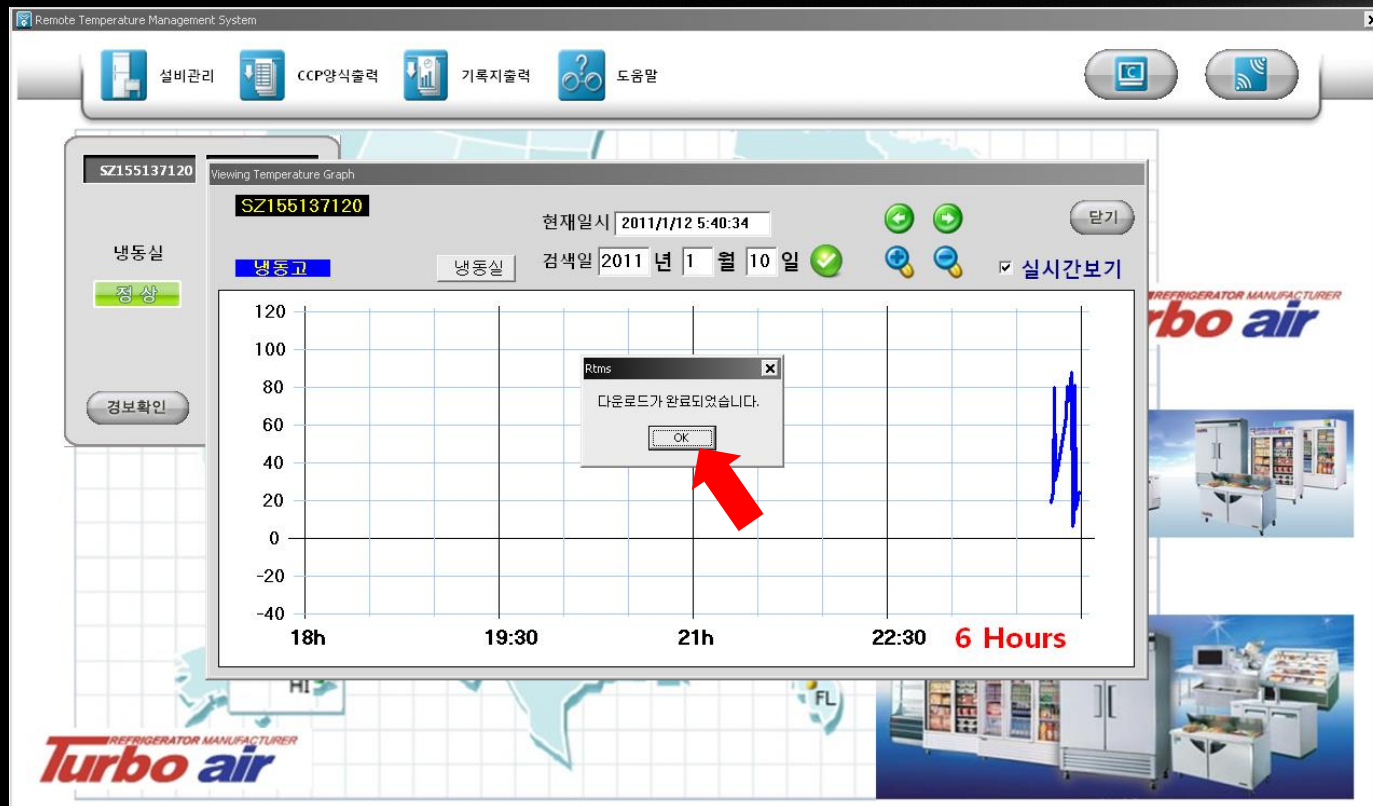 Remote Temperature Management System
설비관리 CCP양식출력 기록지출력 도움말
SZ155137120
냉동실
정 상
경보확인
Viewing Temperature Graph
SZ155137120
현재일시 2011/1/12 5:40:34
닫기
냉동고 냉동실 검색일 2011 년 1 월 10 일 실시간보기
120
100
80
60
40
20
0
-20
-40
18h 19:30 21h 22:30 6 Hours
Rtms
다운로드가 완료되었습니다.
OK
REFRIGERATOR MANUFACTURER
rbo air
HI
FL
REFRIGERATOR MANUFACTURER
Turbo air